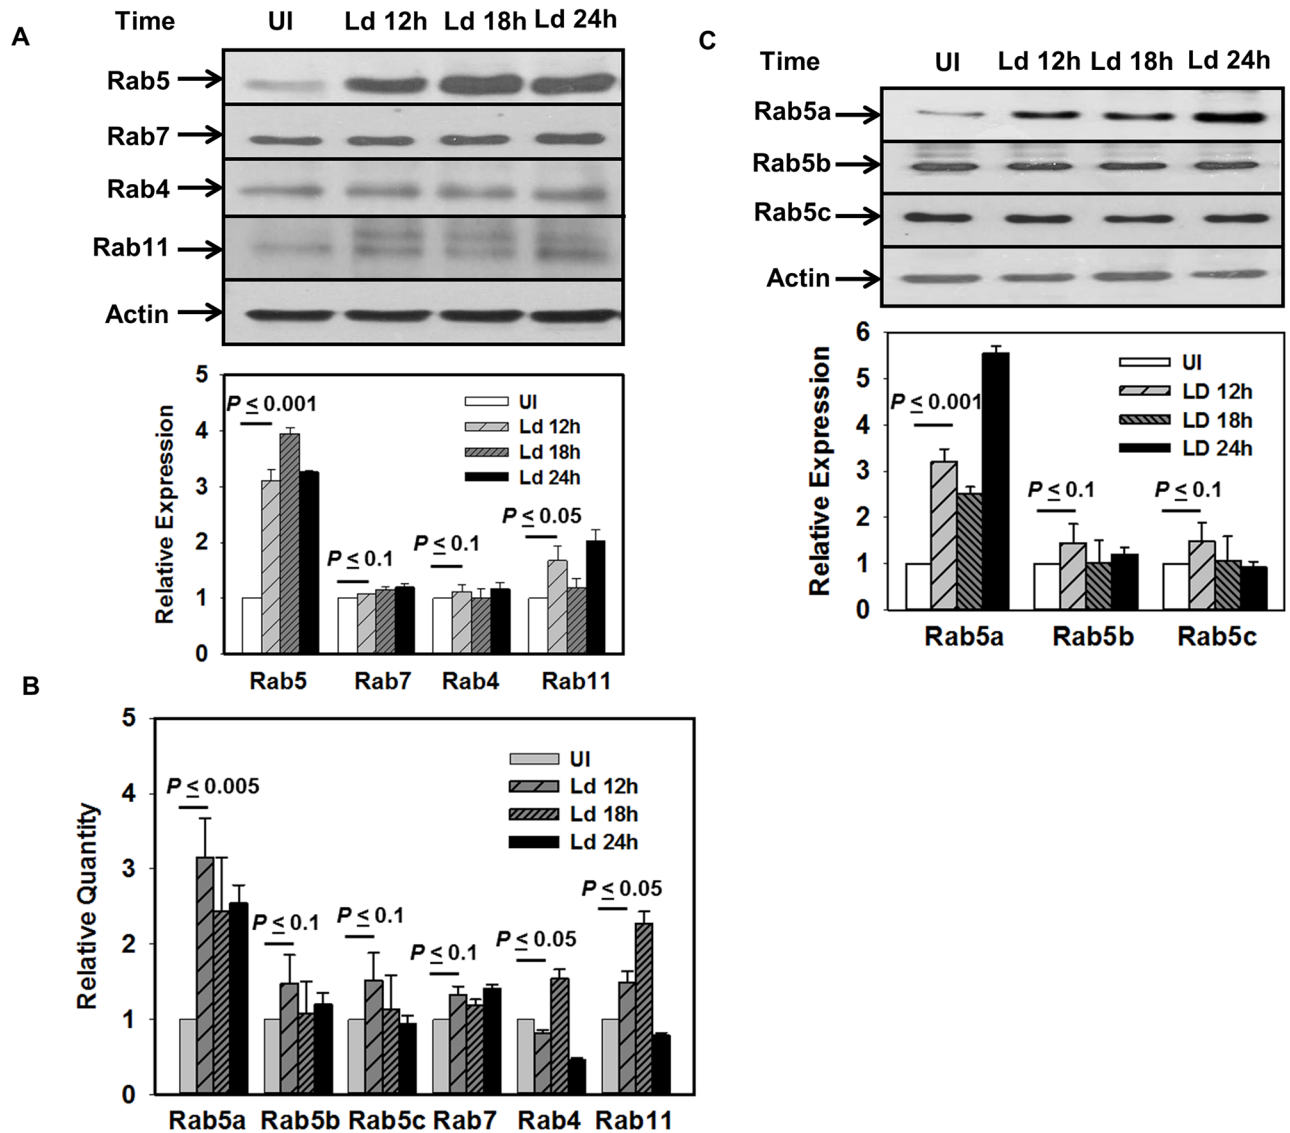 A
Time UI Ld 12h Ld 18h Ld 24h
Rab5
Rab7
Rab4
Rab11
Actin
5
4
3
2
1
0
Relative Expression
P ≤ 0.001
P ≤ 0.1
P ≤ 0.1
P ≤ 0.05
UI
Ld 12h
Ld 18h
Ld 24h
Rab5 Rab7 Rab4 Rab11
B
5
4
3
2
1
0
Relative Quantity
P ≤ 0.005
P ≤ 0.1
P ≤ 0.1
P ≤ 0.1
P ≤ 0.05
P ≤ 0.05
UI
Ld 12h
Ld 18h
Ld 24h
Rab5a Rab5b Rab5c Rab7 Rab4 Rab11
C
Time UI Ld 12h Ld 18h Ld 24h
Rab5a
Rab5b
Rab5c
Actin
6
5
4
3
2
1
0
Relative Expression
P ≤ 0.001
P ≤ 0.1
P ≤ 0.1
UI
LD 12h
LD 18h
LD 24h
Rab5a Rab5b Rab5c